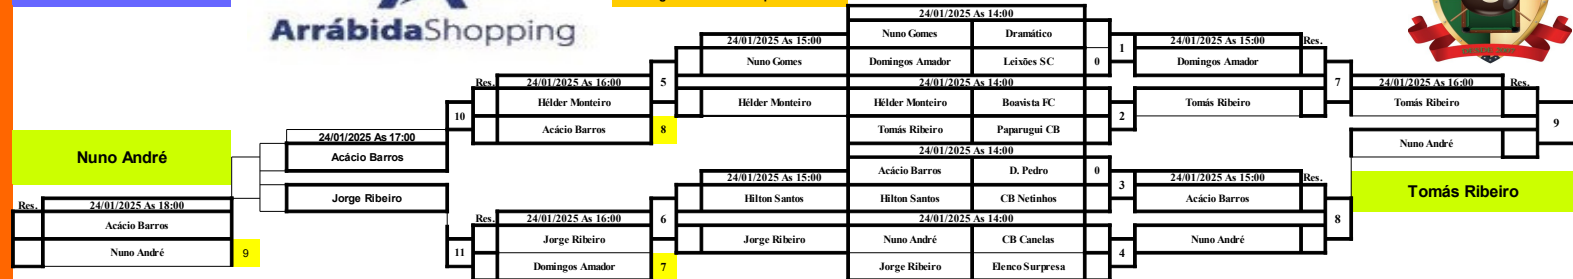 ArrábidaShopping
24/01/2025 As 14:00
Nuno Gomes Dramático
24/01/2025 As 15:00 1 24/01/2025 As 15:00 Res.
Nuno Gomes Domingos Amador Leixões SC 0 Domingos Amador
Res. 24/01/2025 As 16:00 5 24/01/2025 As 14:00 7 24/01/2025 As 16:00 Res.
Hélder Monteiro Hélder Monteiro Hélder Monteiro Boavista FC Tomás Ribeiro Tomás Ribeiro
10 2 9
Acácio Barros 8 Tomás Ribeiro Paparugui CB
24/01/2025 As 17:00 Nuno André
Nuno André Acácio Barros 24/01/2025 As 14:00
Acácio Barros D. Pedro 0
24/01/2025 As 15:00 3 24/01/2025 As 15:00 Res.
Jorge Ribeiro Hilton Santos Hilton Santos CB Netinhos Acácio Barros Tomás Ribeiro
Res. 24/01/2025 As 18:00
Res. 24/01/2025 As 16:00 6 24/01/2025 As 14:00 8
Acácio Barros
Jorge Ribeiro Jorge Ribeiro Nuno André CB Canelas Nuno André
Nuno André 9 11 4
Domingos Amador 7 Jorge Ribeiro Elenco Surpresa